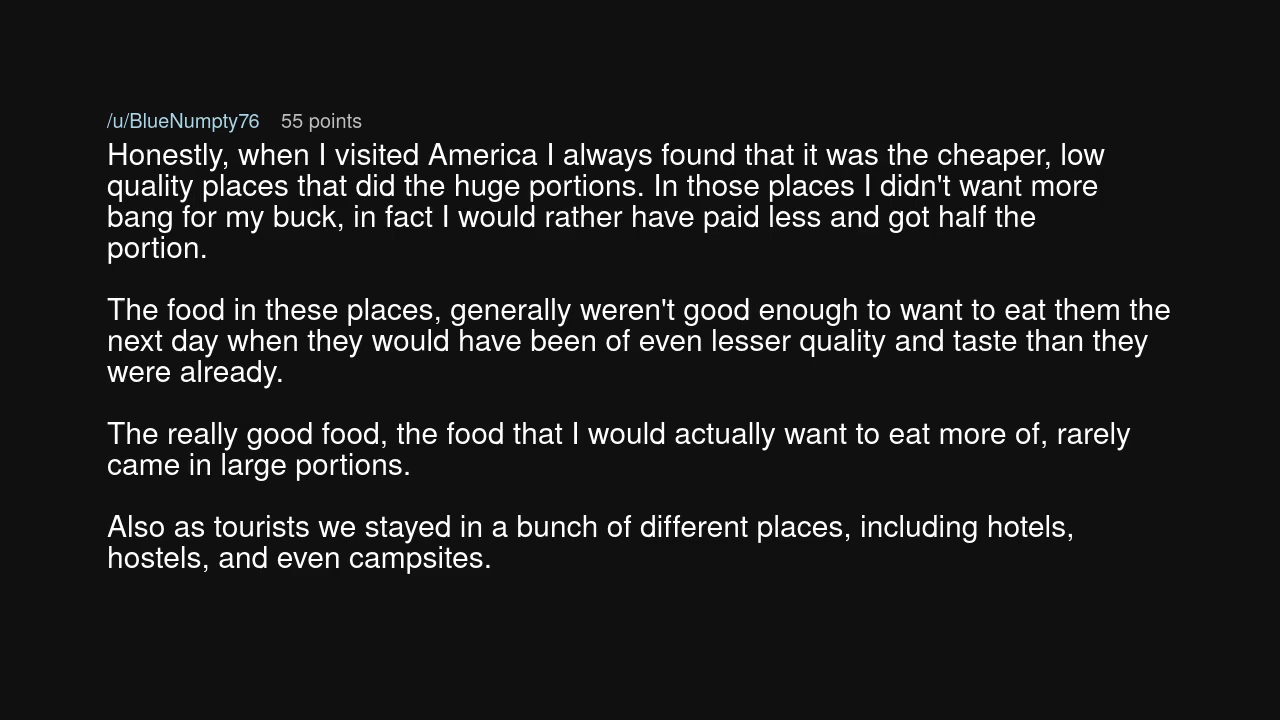 /u/BlueNumpty76 55 points
Honestly, when I visited America I always found that it was the cheaper, low
quality places that did the huge portions. In those places I didn't want more
bang for my buck, in fact I would rather have paid less and got half the
portion.
The food in these places, generally weren't good enough to want to eat them the
next day when they would have been of even lesser quality and taste than they
were already.
The really good food, the food that I would actually want to eat more of, rarely
came in large portions.
Also as tourists we stayed in a bunch of different places, including hotels,
hostels, and even campsites.